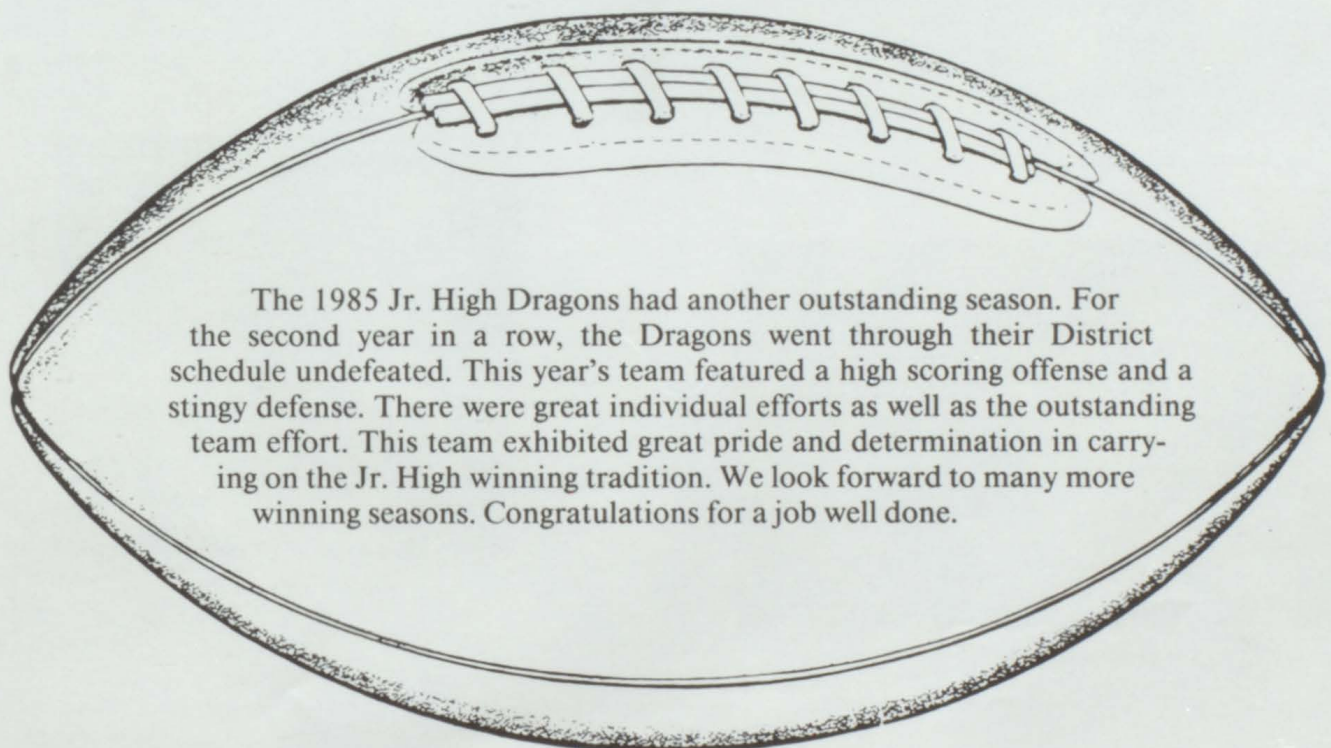 The 1985 Jr. High Dragons had another outstanding season. For
the second year in a row, the Dragons went through their District
schedule undefeated. This year's team featured a high scoring offense and a
stingy defense. There were great individual efforts as well as the outstanding
team effort. This team exhibited great pride and determination in carry-
ing on the Jr. High winning tradition. We look forward to many more
winning seasons. Congratulations for a job well done.